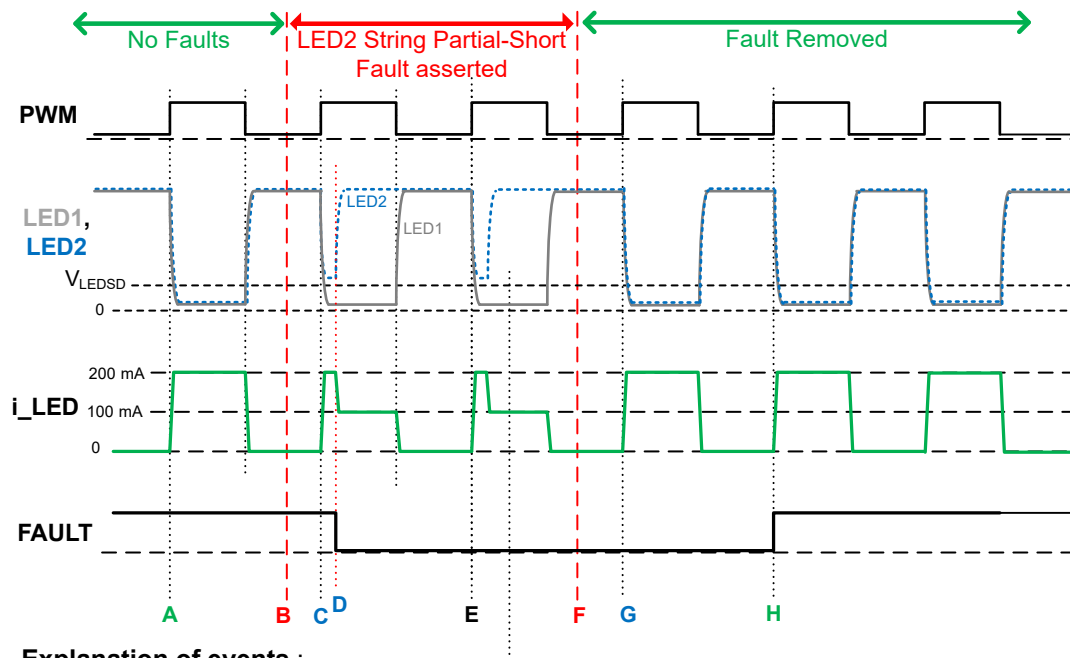 No Faults
LED2 String Partial-Short
Fault asserted
Fault Removed
PWM
LED1,
LED2
LED2
LED1
VLEDSD
0
200 mA
i_LED
100 mA
0
FAULT
A B C D E F G H
Explanation of events :